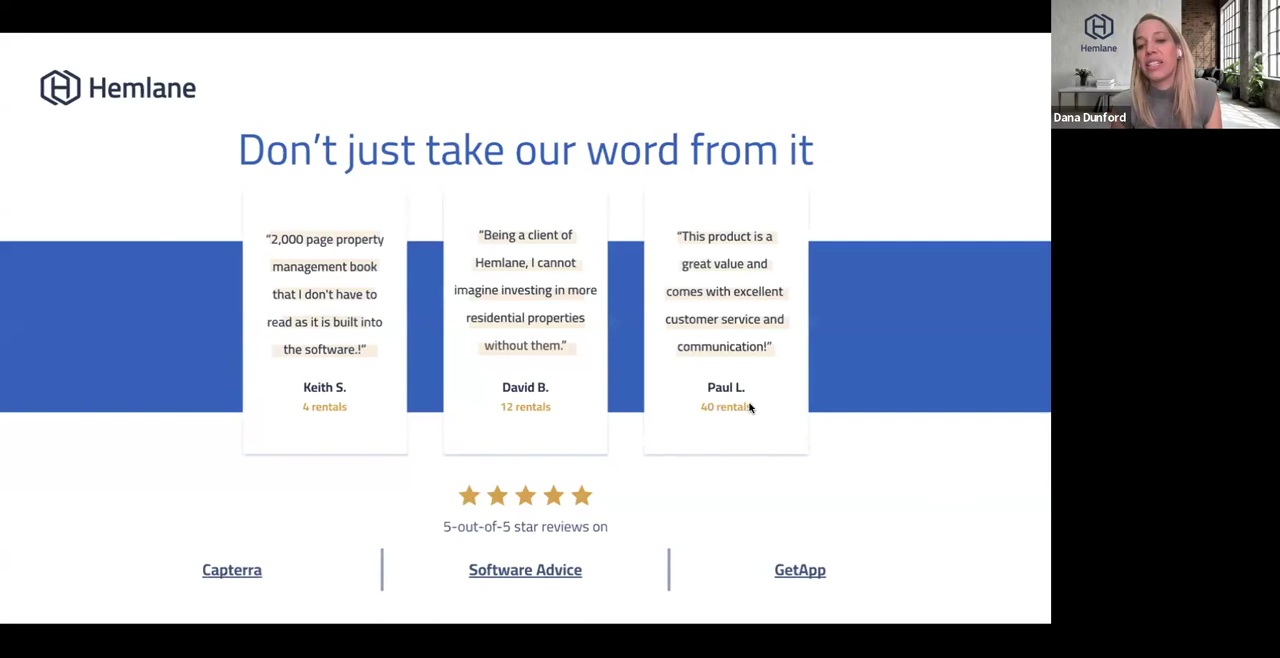 Hemlane
Don't just take our word from it
"2,000 page property
management book
that I don't have to
read as it is built into
the software.!"
Keith S.
4 rentals
"Being a client of
Hemlane, I cannot
imagine investing in more
residential properties
without them."
David B.
12 rentals
"This product is a
great value and
comes with excellent
customer service and
communication!"
Paul L.
40 rentals
5-out-of-5 star reviews on
Capterra
Software Advice
GetApp
Hemlane
Dana Dunford